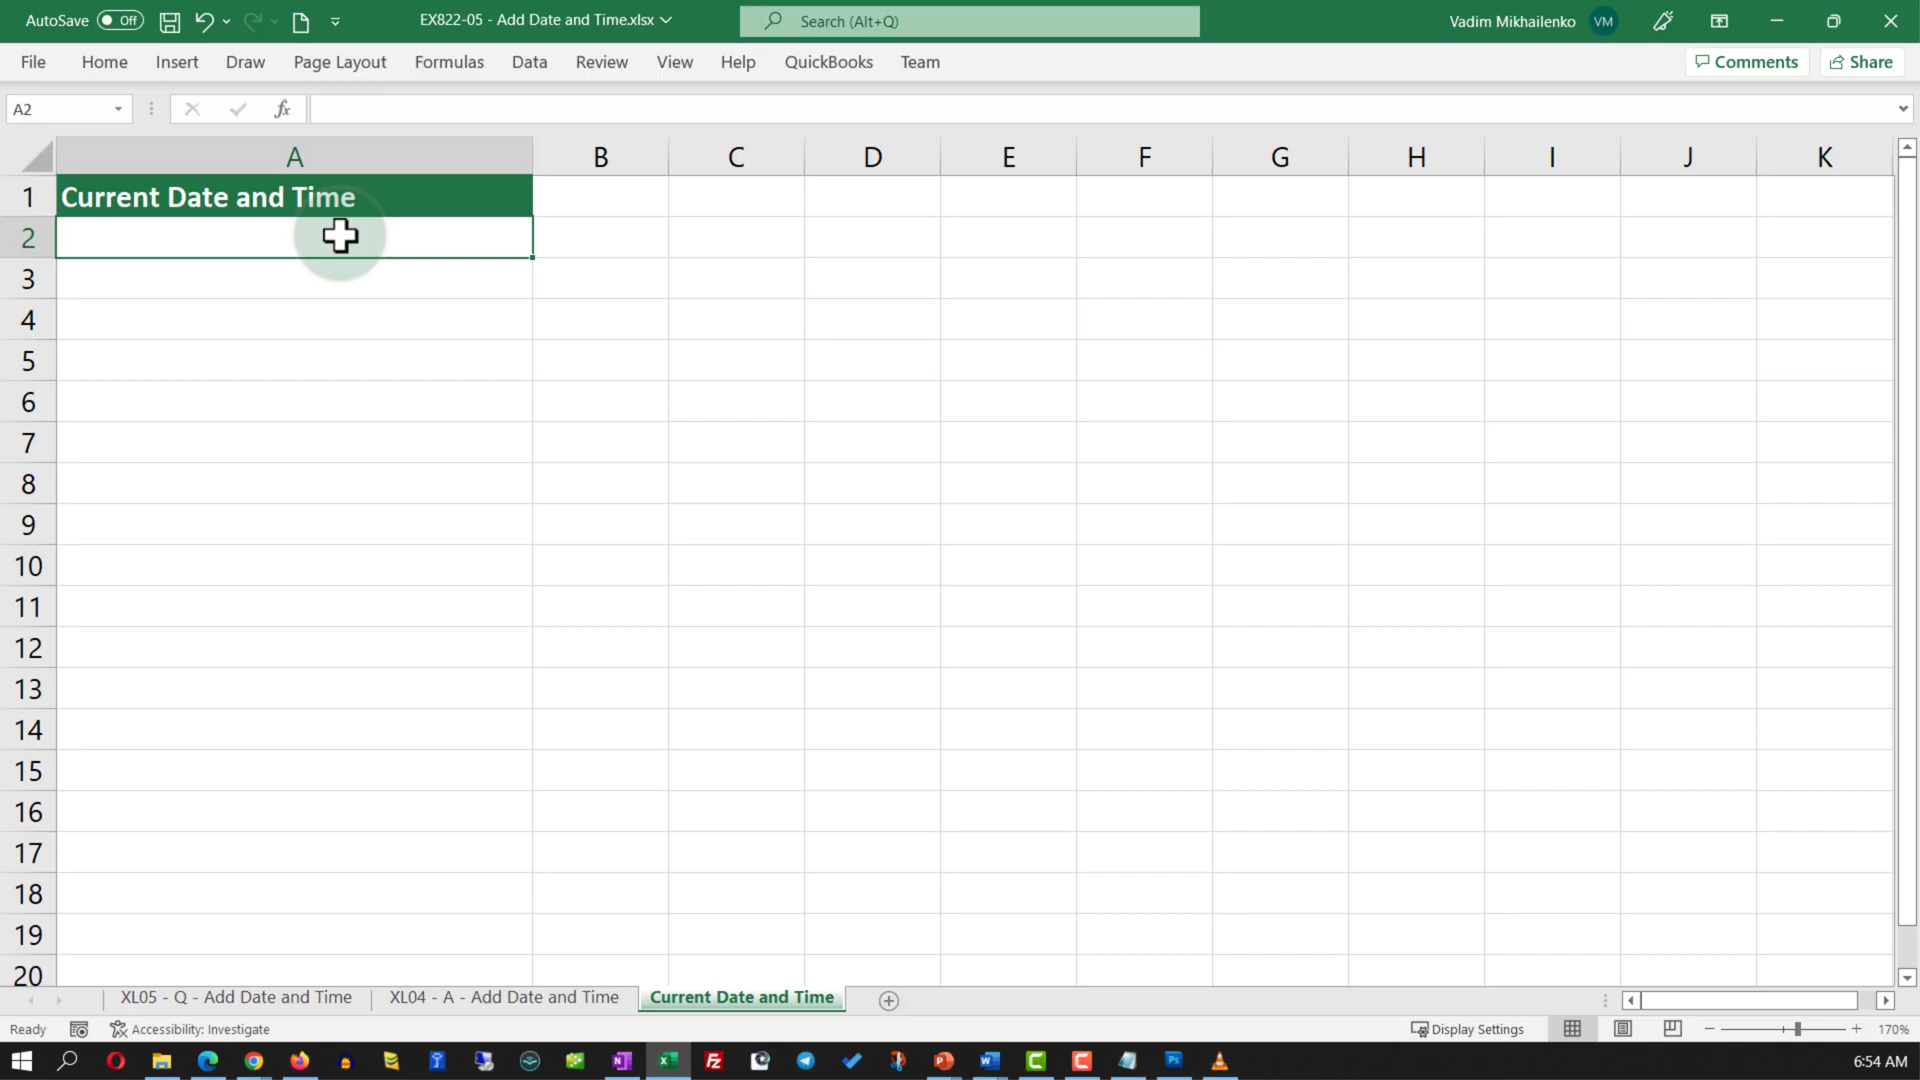 AutoSave Off EX822-05 - Add Date and Time.xlsx Search (Alt+Q) Vadim Mikhailenko VM
File Home Insert Draw Page Layout Formulas Data Review View Help QuickBooks Team Comments Share
A2 fx
A B C D E F G H I J K
1 Current Date and Time
2
3
4
5
6
7
8
9
10
11
12
13
14
15
16
17
18
19
20
XL05 - Q - Add Date and Time XL04 - A - Add Date and Time Current Date and Time
Ready Accessibility: Investigate Display Settings 170%
6:54 AM